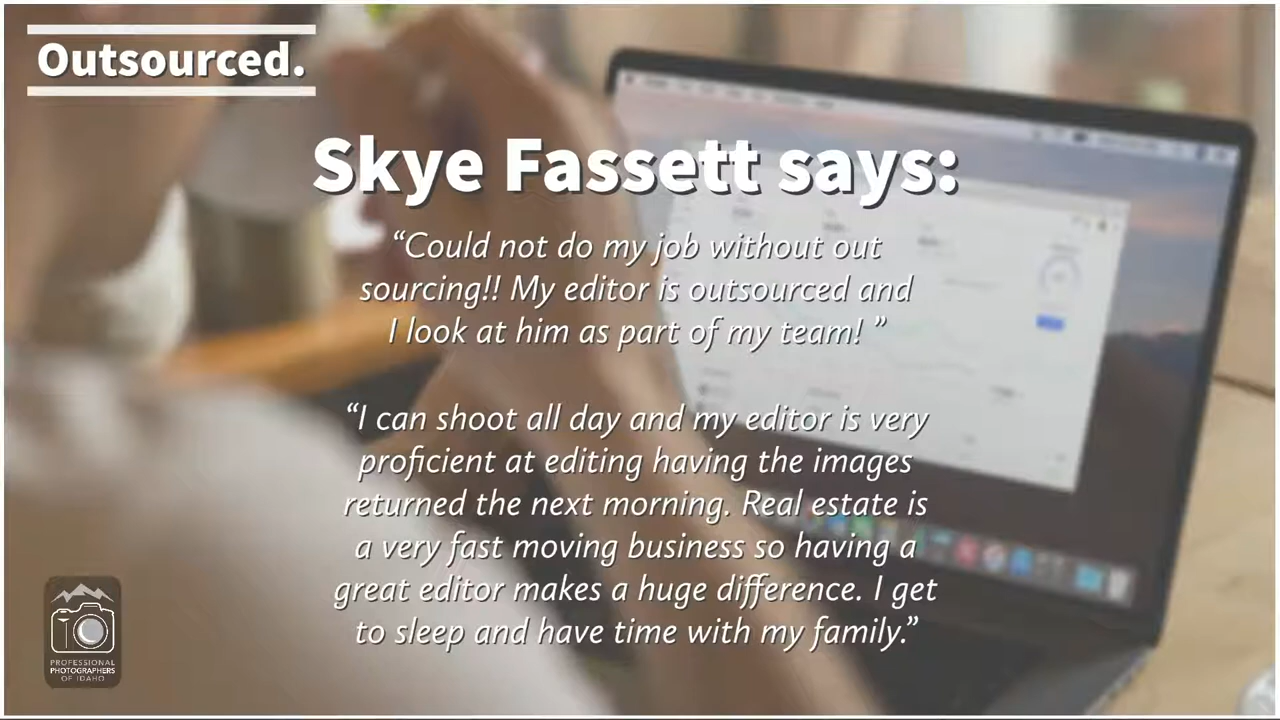 Outsourced.
Skye Fassett says:
“Could not do my job without out
sourcing!! My editor is outsourced and
I look at him as part of my team! ”
“I can shoot all day and my editor is very
proficient at editing having the images
returned the next morning. Real estate is
a very fast moving business so having a
great editor makes a huge difference. I get
to sleep and have time with my family.”
PROFESSIONAL
PHOTOGRAPHERS
OF IDAHO